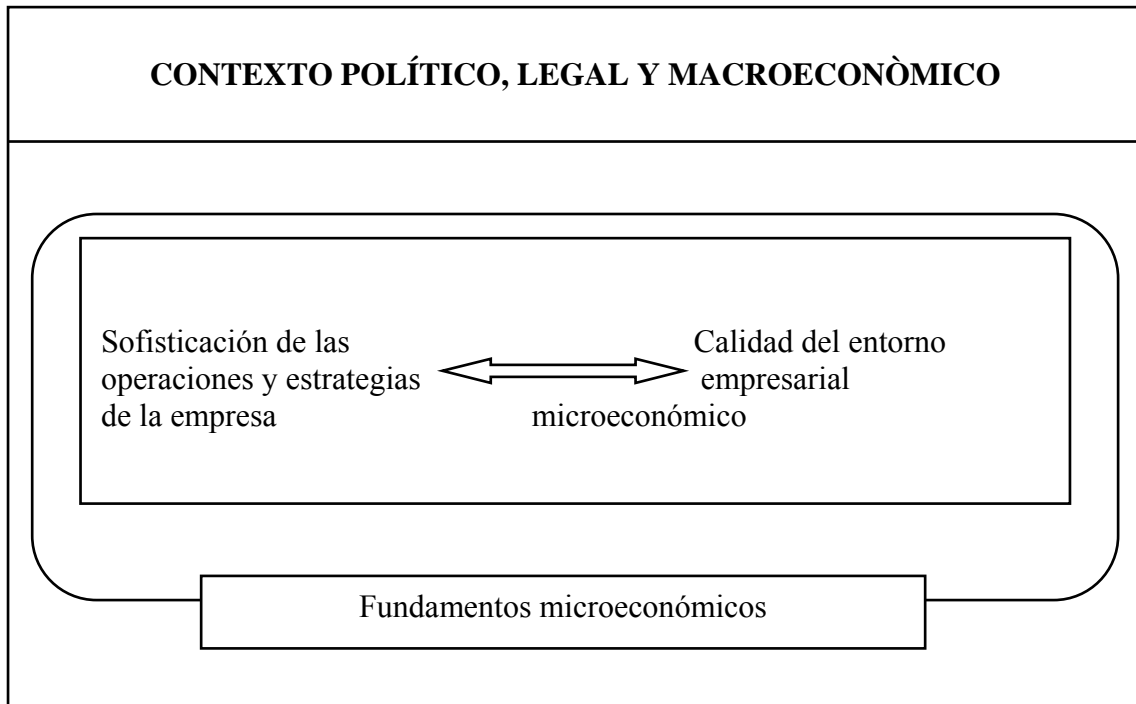 CONTEXTO POLÍTICO, LEGAL Y MACROECONÒMICO
Sofisticación de las
operaciones y estrategias
de la empresa
Calidad del entorno
empresarial
microeconómico
Fundamentos microeconómicos